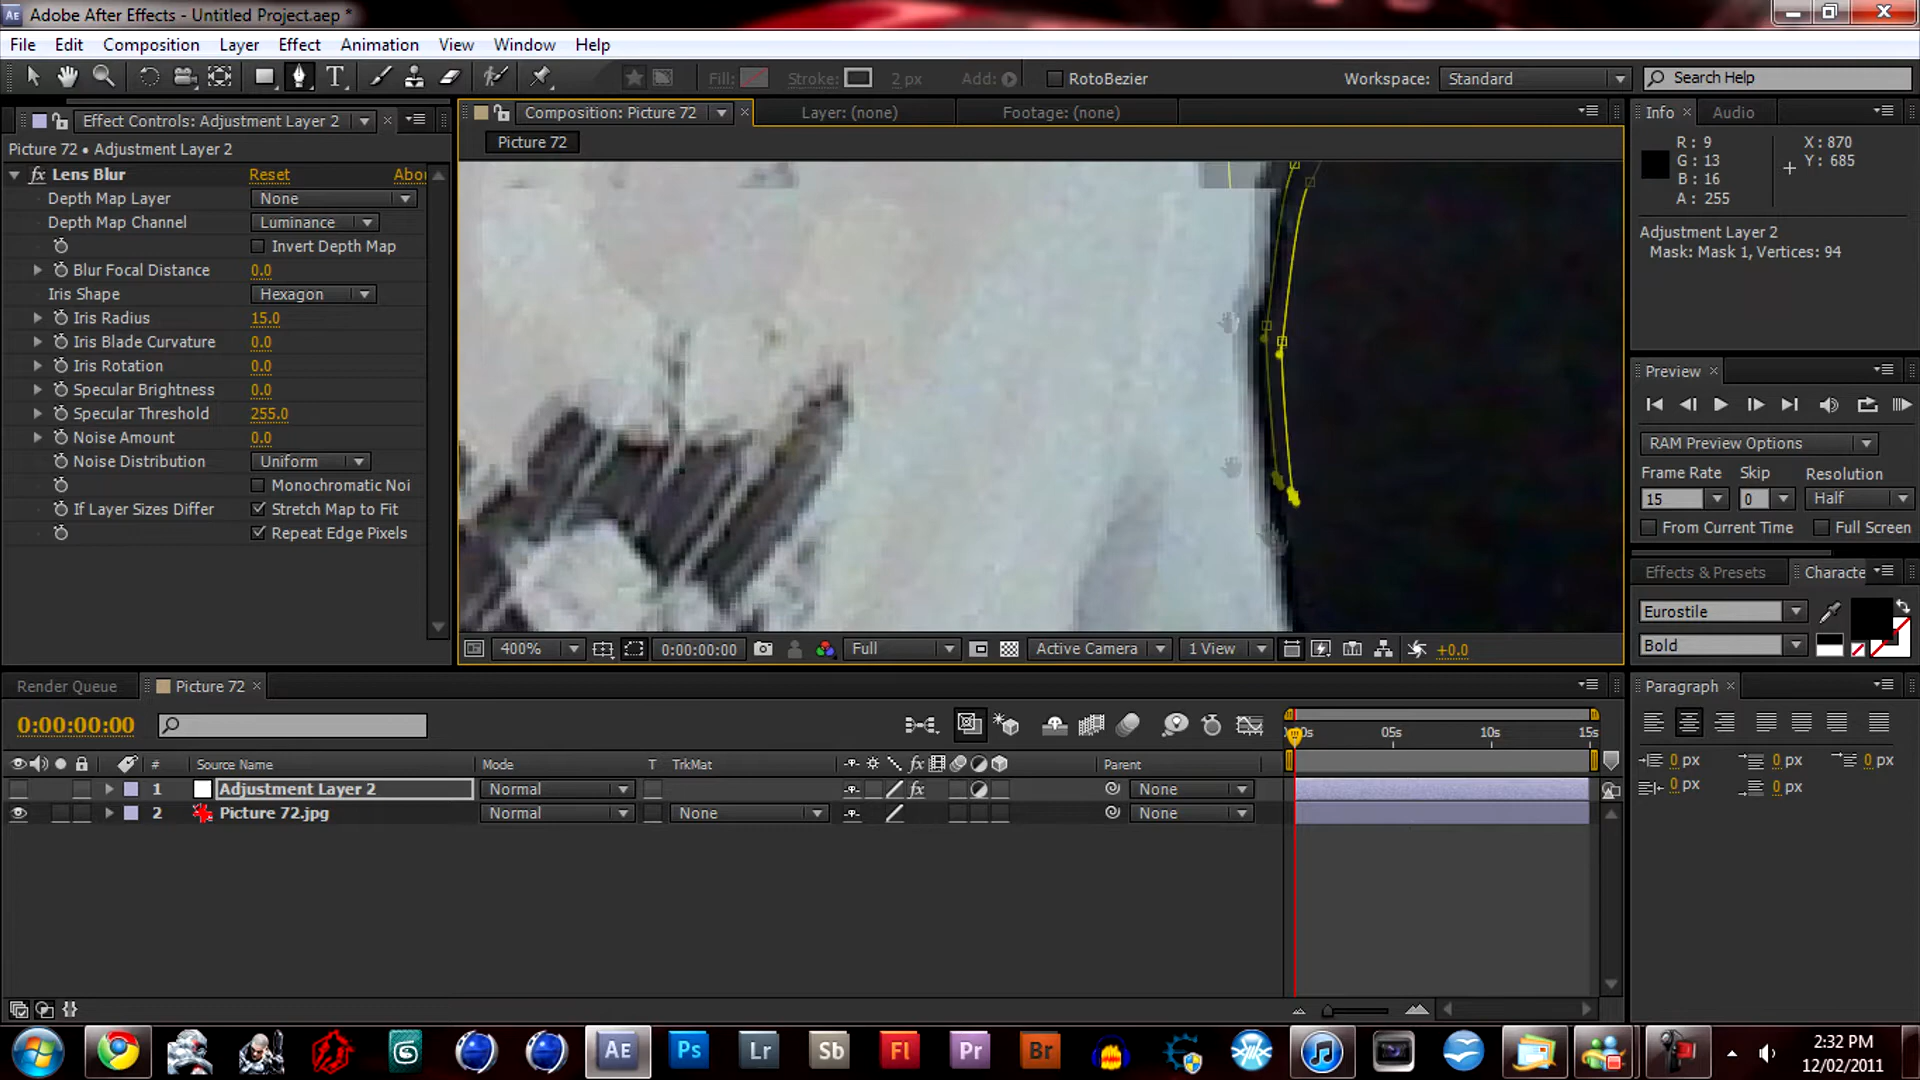 Adobe After Effects - Untitled Project.aep *
File Edit Composition Layer Effect Animation View Window Help
Fill: Stroke: 2 px Add: RotoBezier Workspace: Standard Search Help
Effect Controls: Adjustment Layer 2
Picture 72 • Adjustment Layer 2
fx Lens Blur Reset Abou
Depth Map Layer None
Depth Map Channel Luminance
Invert Depth Map
Blur Focal Distance 0.0
Iris Shape Hexagon
Iris Radius 15.0
Iris Blade Curvature 0.0
Iris Rotation 0.0
Specular Brightness 0.0
Specular Threshold 255.0
Noise Amount 0.0
Noise Distribution Uniform
Monochromatic Noi
If Layer Sizes Differ Stretch Map to Fit
Repeat Edge Pixels
Composition: Picture 72 Layer: (none) Footage: (none)
Picture 72
400% 0:00:00:00 Full Active Camera 1 View +0.0
Info Audio
R: 9 X: 870
G: 13 Y: 685
B: 16
A: 255
Adjustment Layer 2
Mask: Mask 1, Vertices: 94
Preview
RAM Preview Options
Frame Rate Skip Resolution
15 0 Half
From Current Time Full Screen
Effects & Presets Characte
Eurostile
Bold
Paragraph
0 px 0 px 0 px
0 px 0 px
Render Queue Picture 72
0:00:00:00
0s 05s 10s 15s
# Source Name Mode T TrkMat fx Parent
1 Adjustment Layer 2 Normal fx None
2 Picture 72.jpg Normal None None
AE Ps Lr Sb Fl Pr Br
2:32 PM
12/02/2011